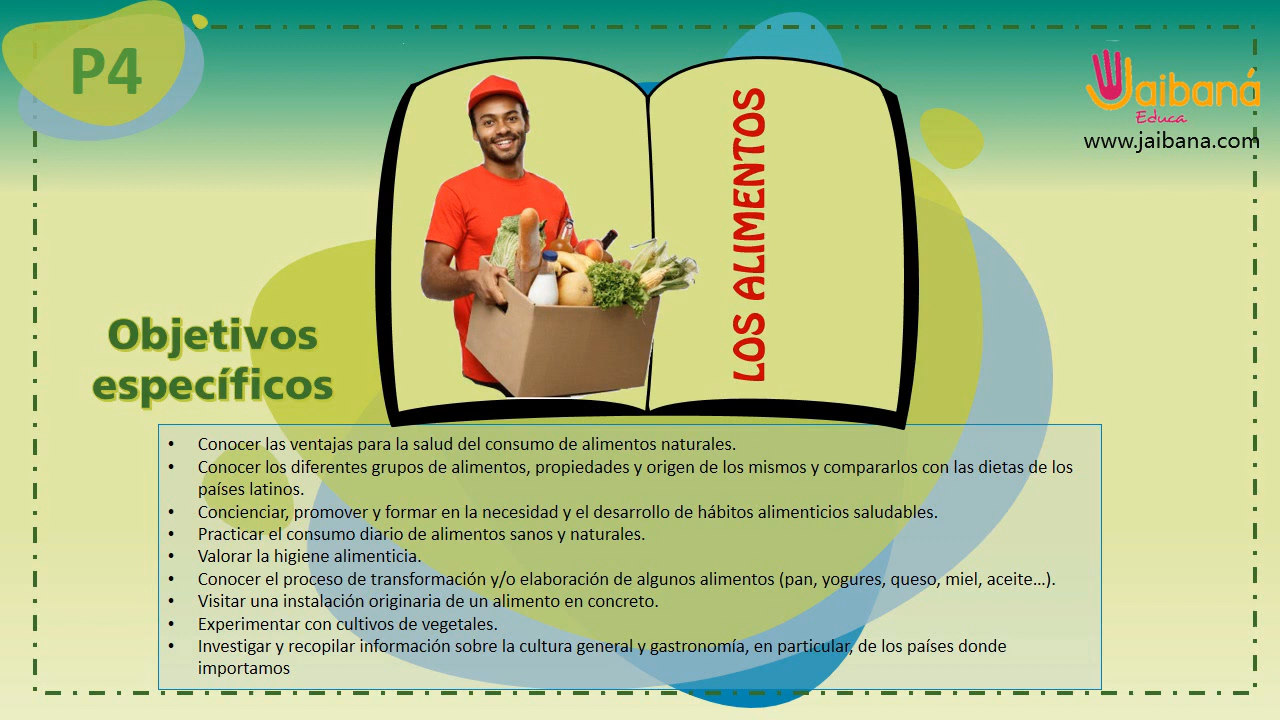 P4
Jaibaná
Educa
www.jaibana.com
LOS ALIMENTOS
Objetivos
específicos
• Conocer las ventajas para la salud del consumo de alimentos naturales.
• Conocer los diferentes grupos de alimentos, propiedades y origen de los mismos y compararlos con las dietas de los
países latinos.
• Concienciar, promover y formar en la necesidad y el desarrollo de hábitos alimenticios saludables.
• Practicar el consumo diario de alimentos sanos y naturales.
• Valorar la higiene alimenticia.
• Conocer el proceso de transformación y/o elaboración de algunos alimentos (pan, yogures, queso, miel, aceite…).
• Visitar una instalación originaria de un alimento en concreto.
• Experimentar con cultivos de vegetales.
• Investigar y recopilar información sobre la cultura general y gastronomía, en particular, de los países donde
importamos